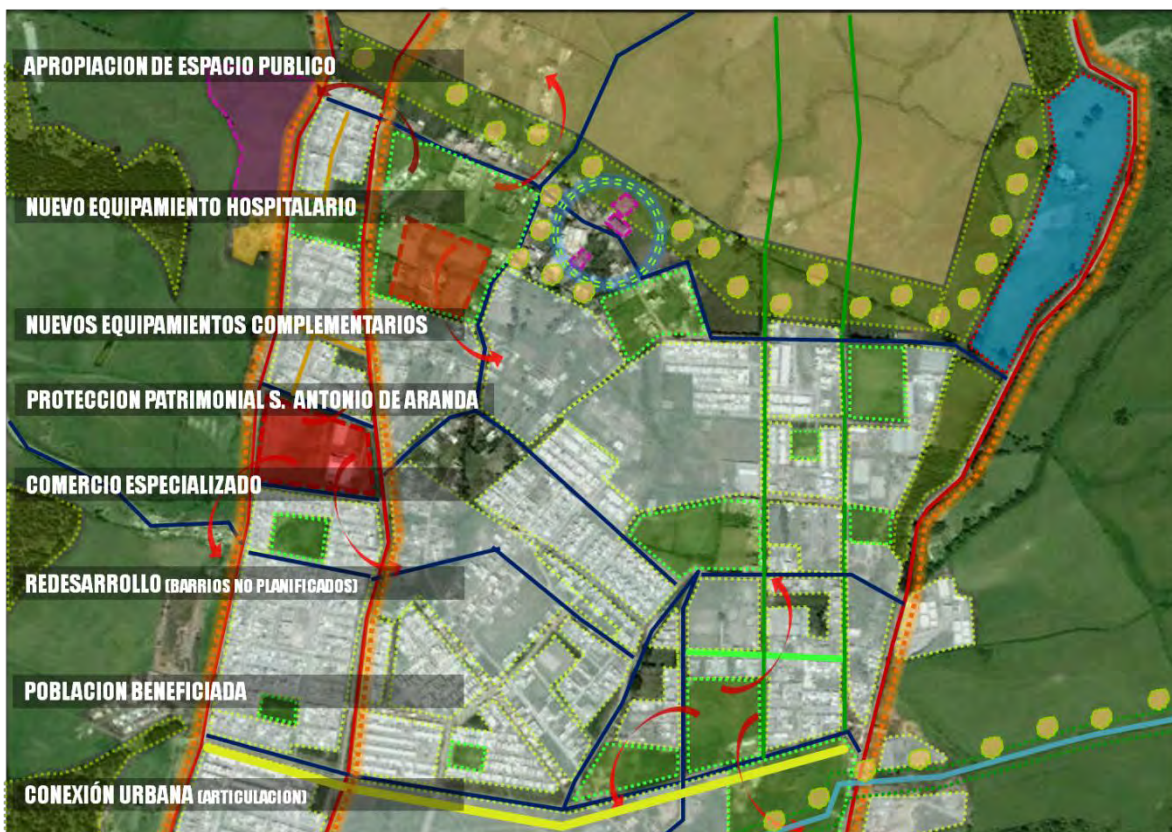 APROPIACION DE ESPACIO PUBLICO
NUEVO EQUIPAMIENTO HOSPITALARIO
NUEVOS EQUIPAMIENTOS COMPLEMENTARIOS
PROTECCION PATRIMONIAL S. ANTONIO DE ARANDA
COMERCIO ESPECIALIZADO
REDESARROLLO (BARRIOS NO PLANIFICADOS)
POBLACION BENEFICIADA
CONEXIÓN URBANA (ARTICULACION)